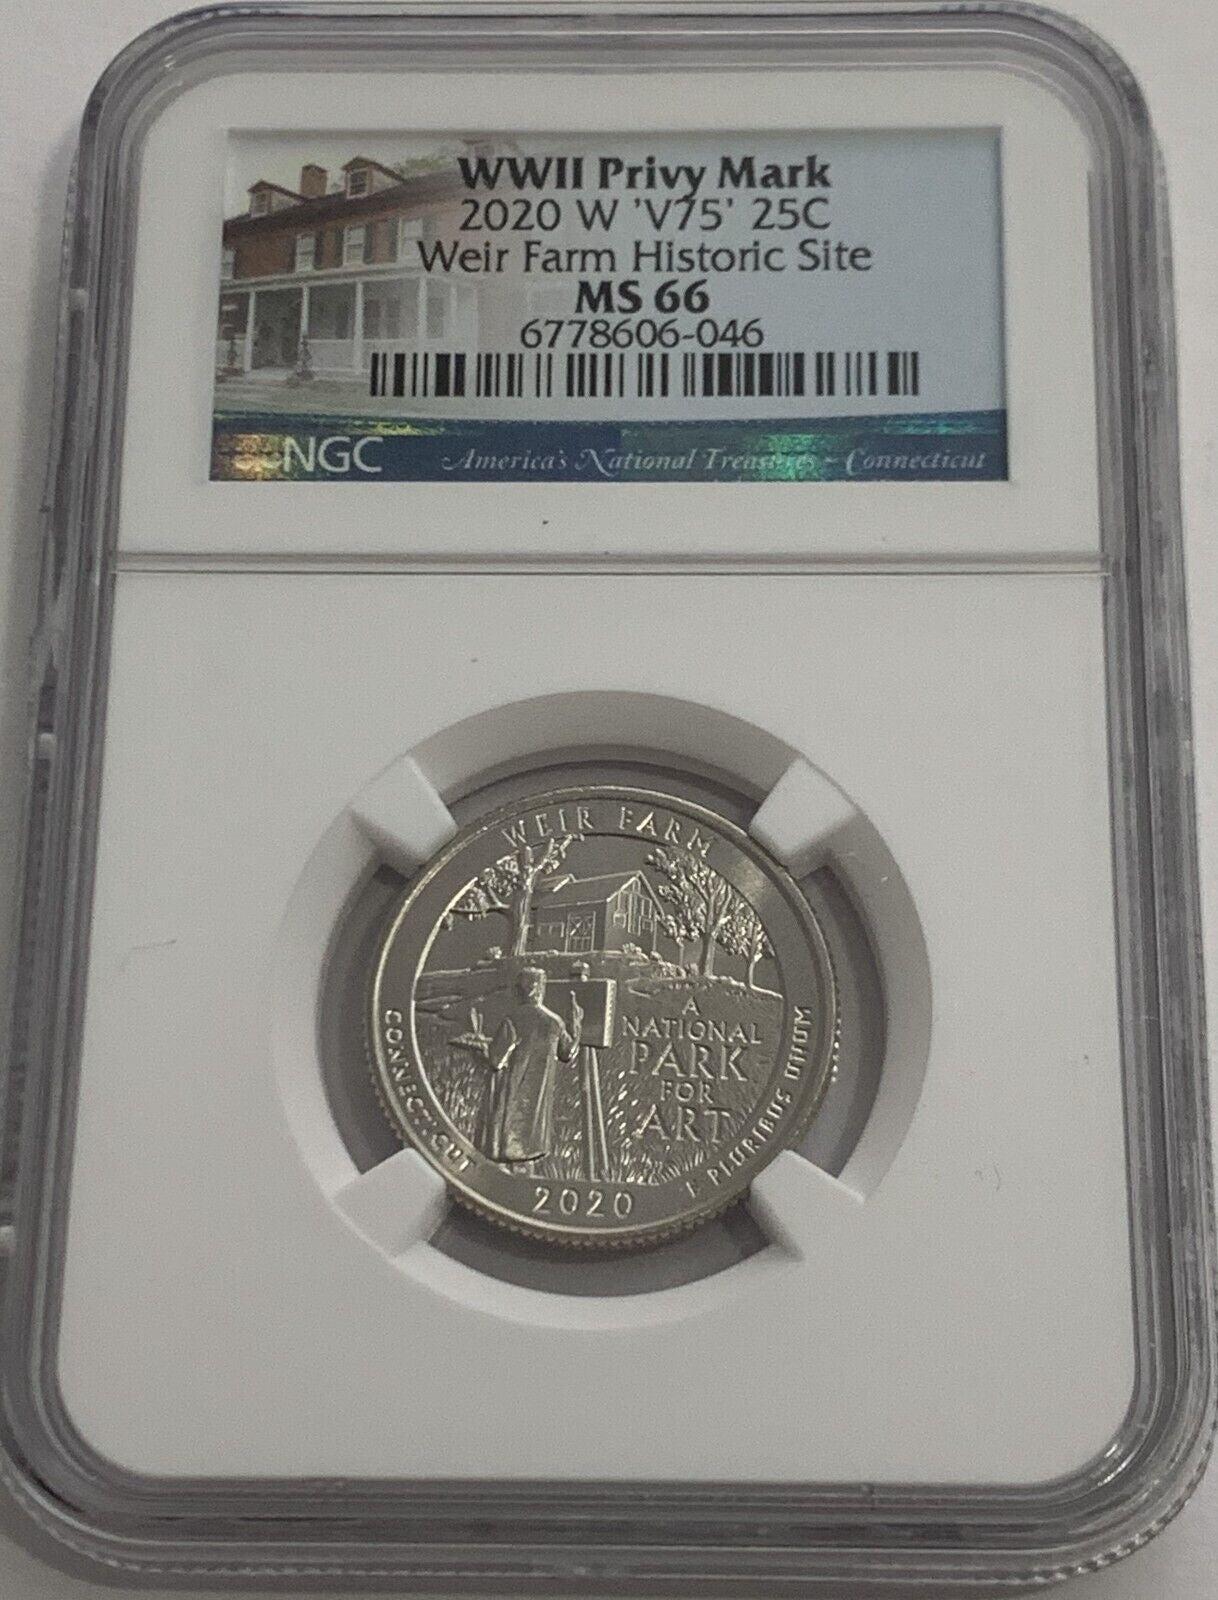 WWII Privy Mark
2020 W 'V75' 25C
Weir Farm Historic Site
MS 66
6778606-046
NGC
America's National Treasures ~ Connecticut
WEIR FARM
A
NATIONAL
PARK
FOR
ART
CONNECTICUT
2020
E PLURIBUS UNUM